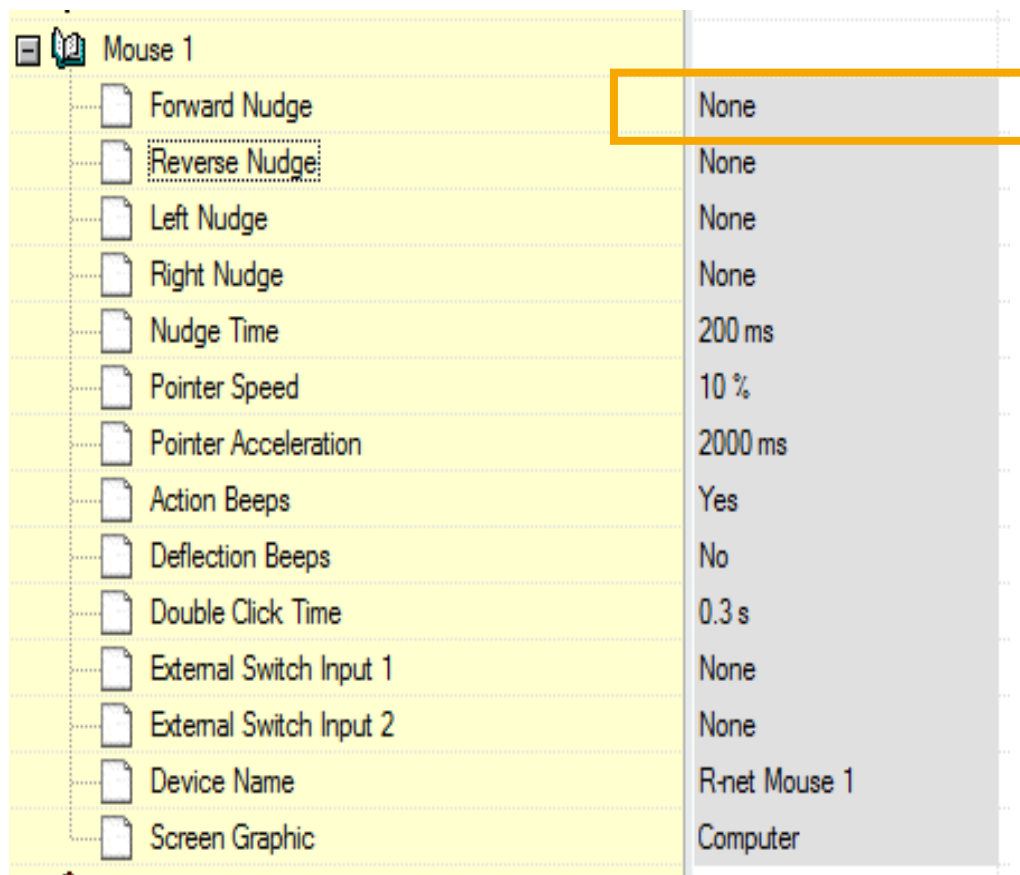 Mouse 1
Forward Nudge None
Reverse Nudge None
Left Nudge None
Right Nudge None
Nudge Time 200 ms
Pointer Speed 10 %
Pointer Acceleration 2000 ms
Action Beeps Yes
Deflection Beeps No
Double Click Time 0.3 s
External Switch Input 1 None
External Switch Input 2 None
Device Name R-net Mouse 1
Screen Graphic Computer